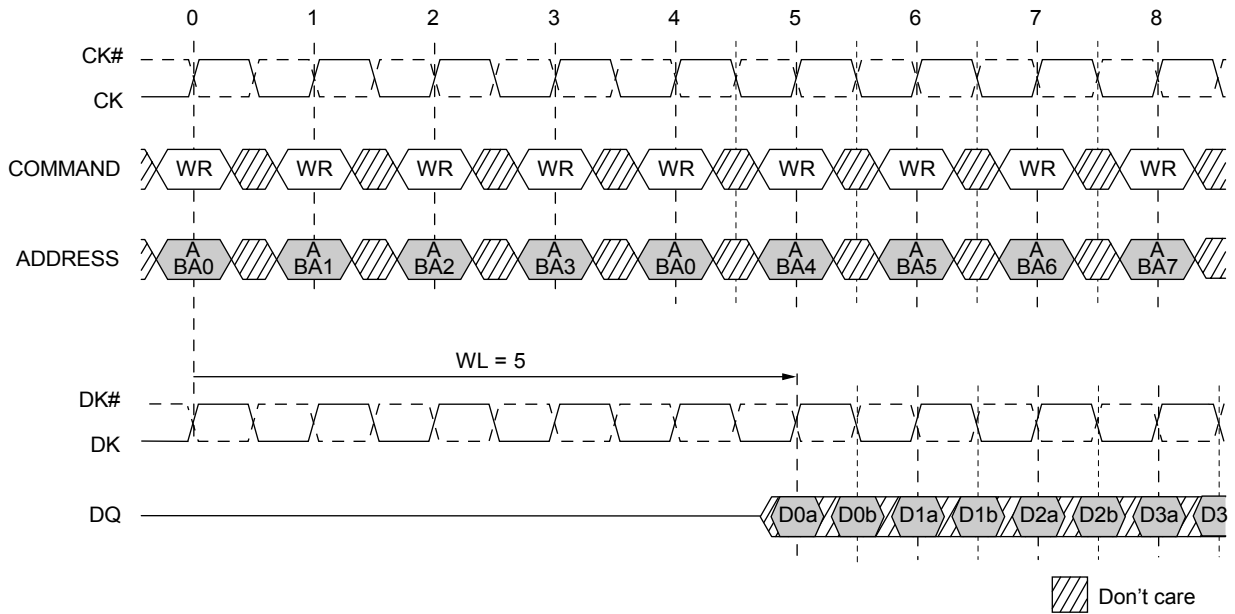 0 1 2 3 4 5 6 7 8
CK#
CK
COMMAND WR WR WR WR WR WR WR WR WR
ADDRESS A BA0 A BA1 A BA2 A BA3 A BA0 A BA4 A BA5 A BA6 A BA7
WL = 5
DK#
DK
DQ D0a D0b D1a D1b D2a D2b D3a D3
Don't care